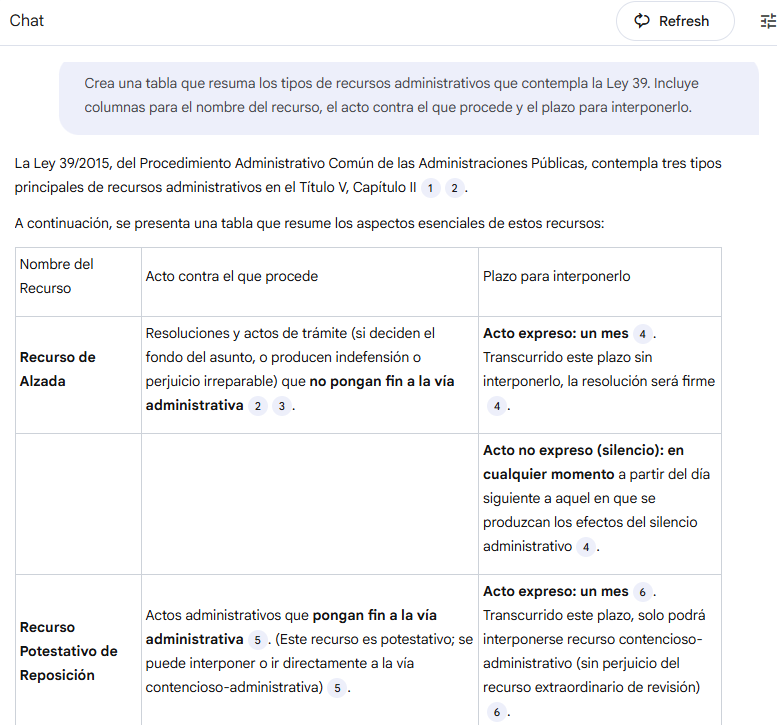 Chat
Refresh
Crea una tabla que resuma los tipos de recursos administrativos que contempla la Ley 39. Incluye
columnas para el nombre del recurso, el acto contra el que procede y el plazo para interponerlo.
La Ley 39/2015, del Procedimiento Administrativo Común de las Administraciones Públicas, contempla tres tipos
principales de recursos administrativos en el Título V, Capítulo II 1 2 .
A continuación, se presenta una tabla que resume los aspectos esenciales de estos recursos:
Nombre del
Recurso
Acto contra el que procede
Plazo para interponerlo
Recurso de
Alzada
Resoluciones y actos de trámite (si deciden el
fondo del asunto, o producen indefensión o
perjuicio irreparable) que no pongan fin a la vía
administrativa 2 3 .
Acto expreso: un mes 4 .
Transcurrido este plazo sin
interponerlo, la resolución será firme
4 .
Acto no expreso (silencio): en
cualquier momento a partir del día
siguiente a aquel en que se
produzcan los efectos del silencio
administrativo 4 .
Recurso
Potestativo de
Reposición
Actos administrativos que pongan fin a la vía
administrativa 5 . (Este recurso es potestativo; se
puede interponer o ir directamente a la vía
contencioso-administrativa) 5 .
Acto expreso: un mes 6 .
Transcurrido este plazo, solo podrá
interponerse recurso contencioso-
administrativo (sin perjuicio del
recurso extraordinario de revisión)
6 .